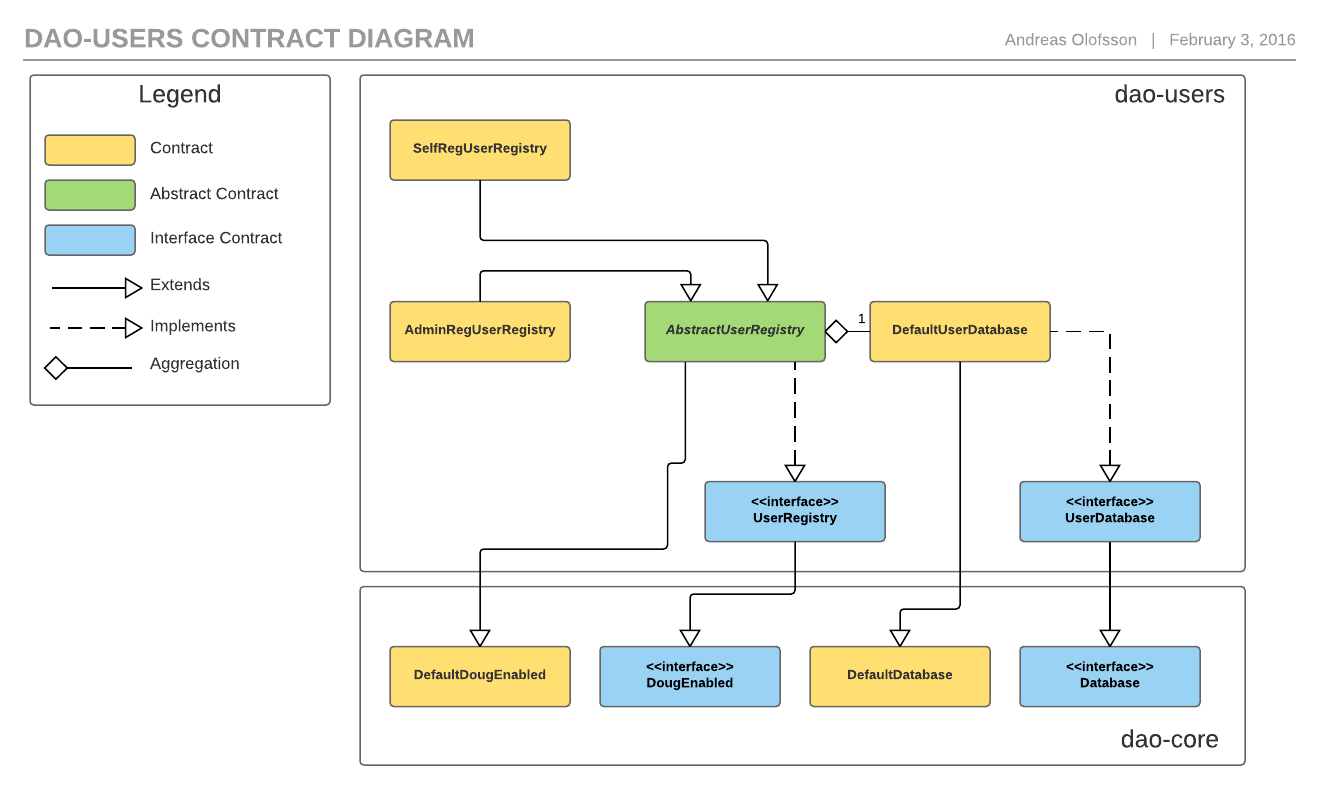 DAO-USERS CONTRACT DIAGRAM
Andreas Olofsson | February 3, 2016
Legend
Contract
Abstract Contract
Interface Contract
Extends
Implements
Aggregation
dao-users
SelfRegUserRegistry
AdminRegUserRegistry
AbstractUserRegistry
1
DefaultUserDatabase
<<interface>>
UserRegistry
<<interface>>
UserDatabase
DefaultDougEnabled
<<interface>>
DougEnabled
DefaultDatabase
<<interface>>
Database
dao-core